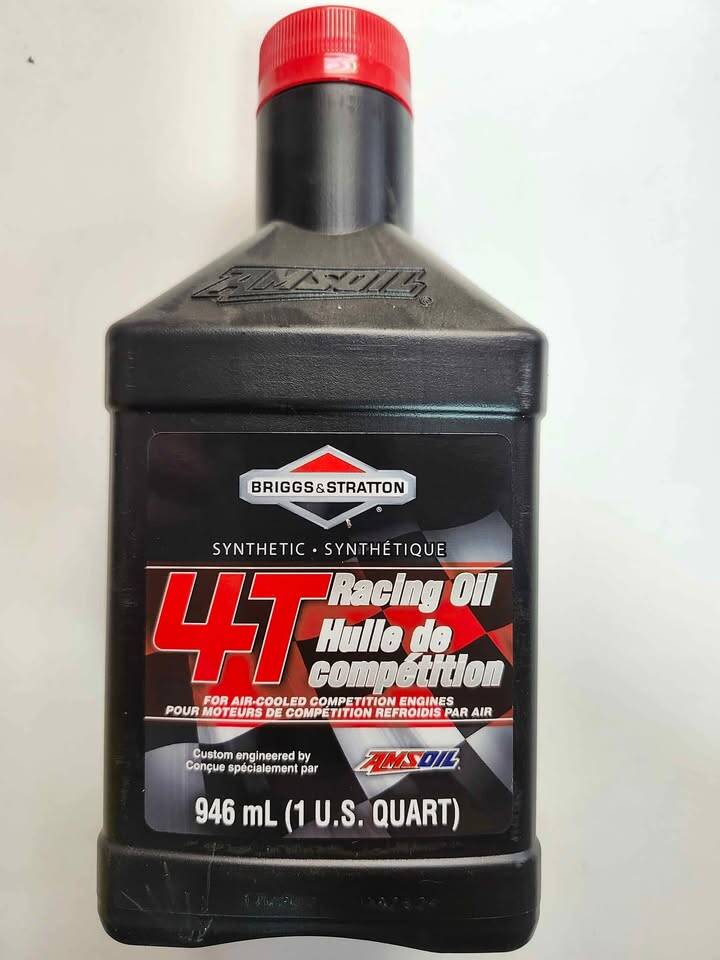 AMSOIL®
BRIGGS & STRATTON®
SYNTHETIC • SYNTHÉTIQUE
4T Racing Oil
Huile de
compétition
FOR AIR-COOLED COMPETITION ENGINES
POUR MOTEURS DE COMPÉTITION REFROIDIS PAR AIR
Custom engineered by
Conçue spécialement par
AMSOIL
946 mL (1 U.S. QUART)